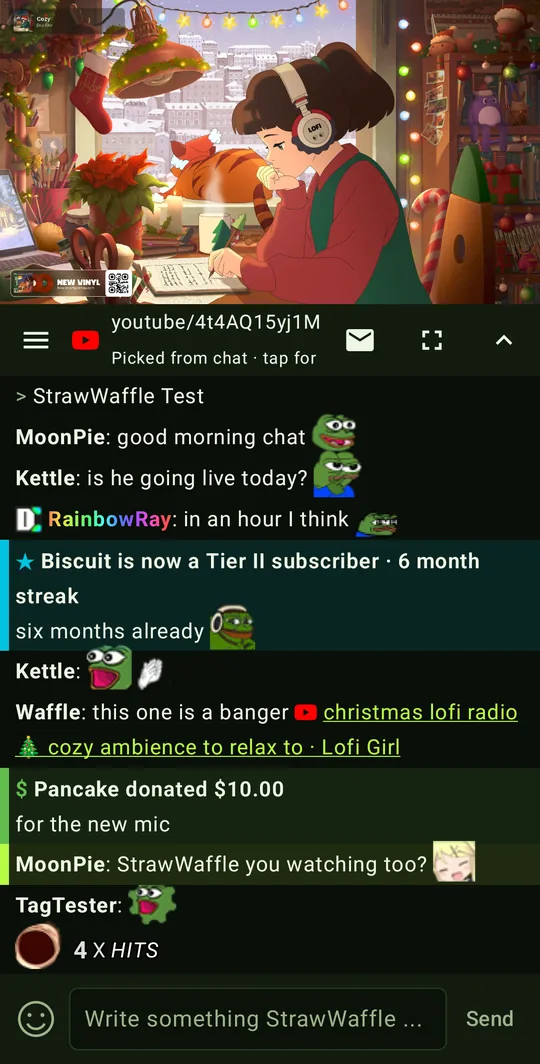 Cozy
LOFI
NEW VINYL
youtube/4t4AQ15yj1M
Picked from chat · tap for
> StrawWaffle Test
MoonPie: good morning chat
Kettle: is he going live today?
D: RainbowRay: in an hour I think
★ Biscuit is now a Tier II subscriber · 6 month
streak
six months already
Kettle:
Waffle: this one is a banger christmas lofi radio
🎄 cozy ambience to relax to · Lofi Girl
$ Pancake donated $10.00
for the new mic
MoonPie: StrawWaffle you watching too?
TagTester:
4 X HITS
Write something StrawWaffle ...
Send